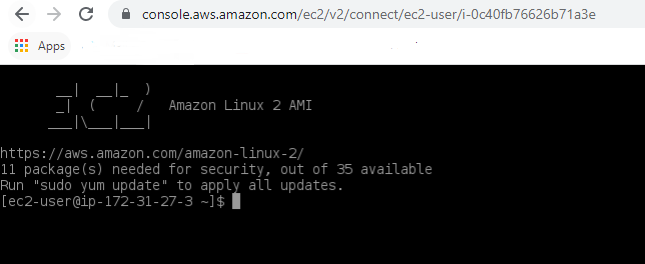 console.aws.amazon.com/ec2/v2/connect/ec2-user/i-0c40fb76626b71a3e
Apps
       __|  __|_  )
       _|  (     /   Amazon Linux 2 AMI
      ___|\___|___|
https://aws.amazon.com/amazon-linux-2/
11 package(s) needed for security, out of 35 available
Run "sudo yum update" to apply all updates.
[ec2-user@ip-172-31-27-3 ~]$